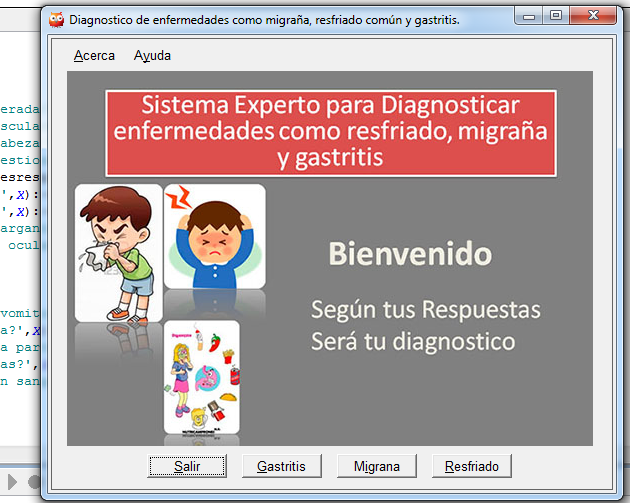 Diagnostico de enfermedades como migraña, resfriado común y gastritis.
Acerca Ayuda
Sistema Experto para Diagnosticar
enfermedades como resfriado, migraña
y gastritis
Bienvenido
Según tus Respuestas
Será tu diagnostico
Salir Gastritis Migrana Resfriado
erada
scula
abeza
estio
esres
',X):
',X):
argan
ocul
vomit
a?',X
a par
as?',
n san